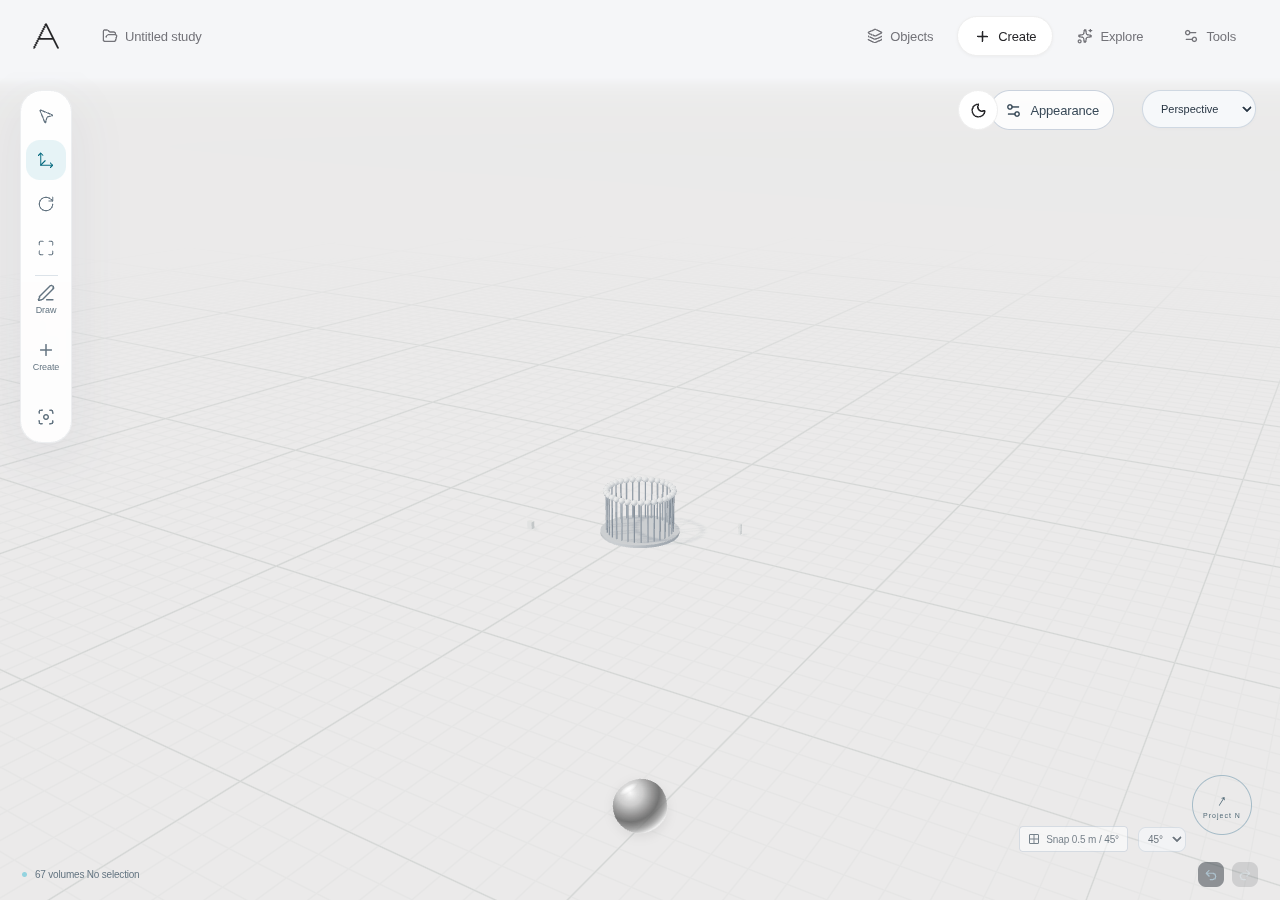 Untitled study
Objects
Create
Explore
Tools
Appearance
Perspective
Draw
Create
Project N
Snap 0.5 m / 45°
45°
67 volumes No selection